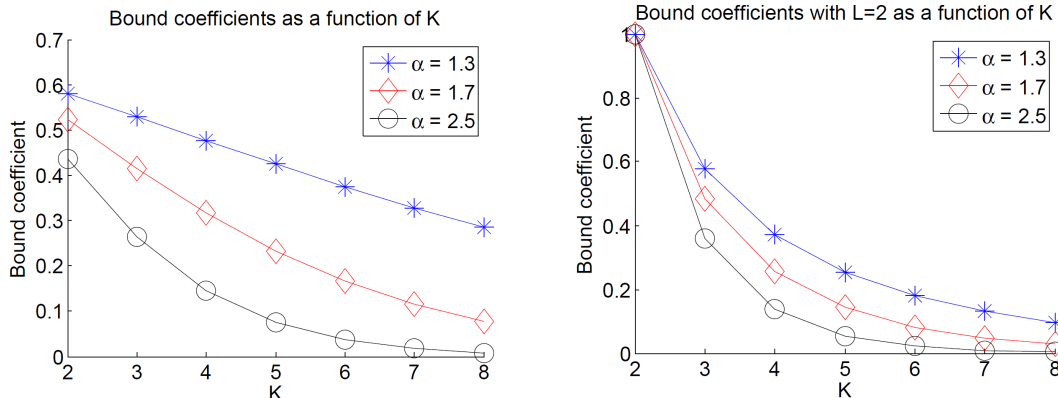 Bound coefficients as a function of K
0.7
0.6
0.5
0.4
0.3
0.2
0.1
0
Bound coefficient
α = 1.3
α = 1.7
α = 2.5
2 3 4 5 6 7 8
K
Bound coefficients with L=2 as a function of K
1
0.8
0.6
0.4
0.2
0
Bound coefficient
α = 1.3
α = 1.7
α = 2.5
2 3 4 5 6 7 8
K